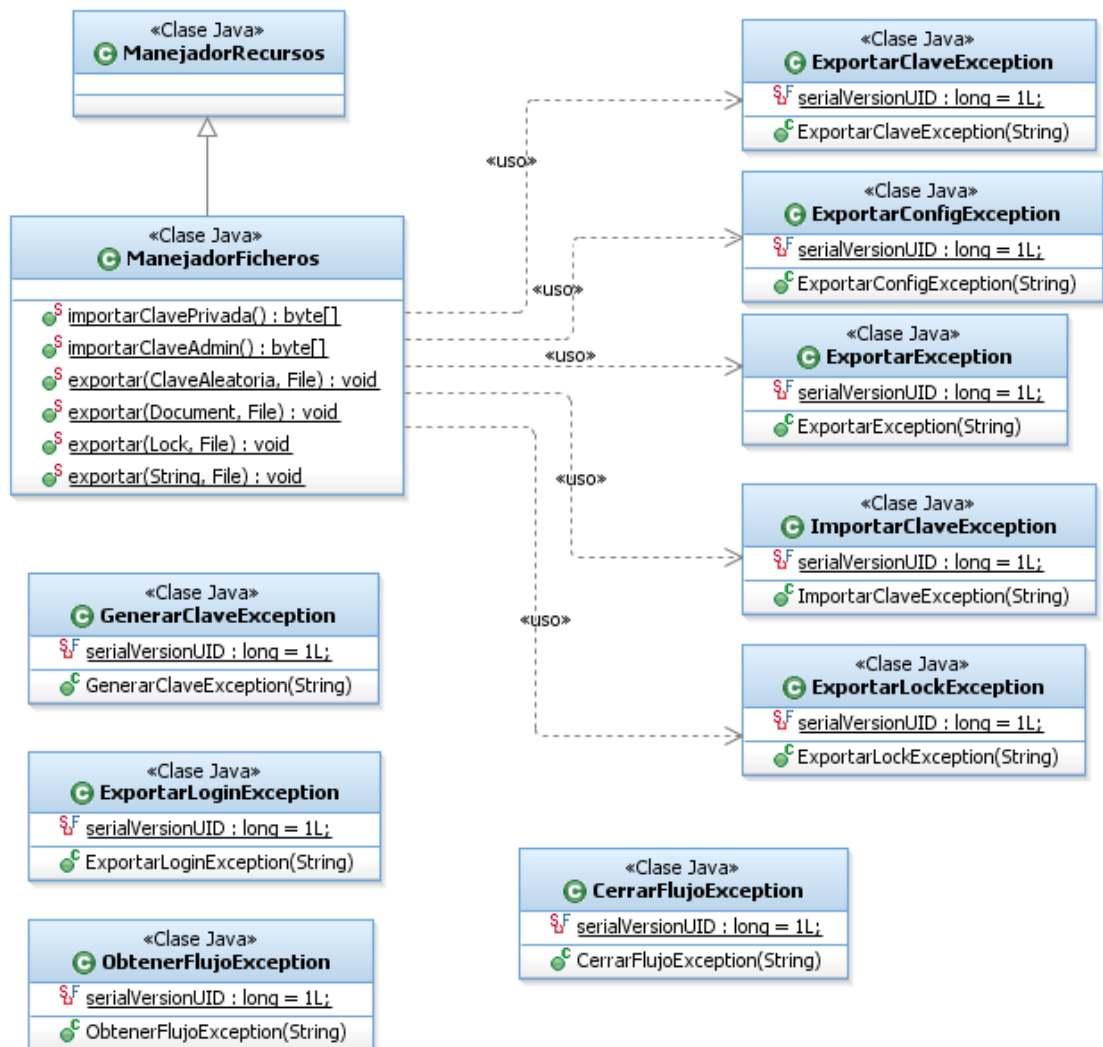 «Clase Java»
ManejadorRecursos
«Clase Java»
ManejadorFicheros
importarClavePrivada() : byte[]
importarClaveAdmin() : byte[]
exportar(ClaveAleatoria, File) : void
exportar(Document, File) : void
exportar(Lock, File) : void
exportar(String, File) : void
«uso»
«uso»
«uso»
«uso»
«uso»
«Clase Java»
ExportarClaveException
serialVersionUID : long = 1L;
ExportarClaveException(String)
«Clase Java»
ExportarConfigException
serialVersionUID : long = 1L;
ExportarConfigException(String)
«Clase Java»
ExportarException
serialVersionUID : long = 1L;
ExportarException(String)
«Clase Java»
ImportarClaveException
serialVersionUID : long = 1L;
ImportarClaveException(String)
«Clase Java»
ExportarLockException
serialVersionUID : long = 1L;
ExportarLockException(String)
«Clase Java»
GenerarClaveException
serialVersionUID : long = 1L;
GenerarClaveException(String)
«Clase Java»
ExportarLoginException
serialVersionUID : long = 1L;
ExportarLoginException(String)
«Clase Java»
CerrarFlujoException
serialVersionUID : long = 1L;
CerrarFlujoException(String)
«Clase Java»
ObtenerFlujoException
serialVersionUID : long = 1L;
ObtenerFlujoException(String)